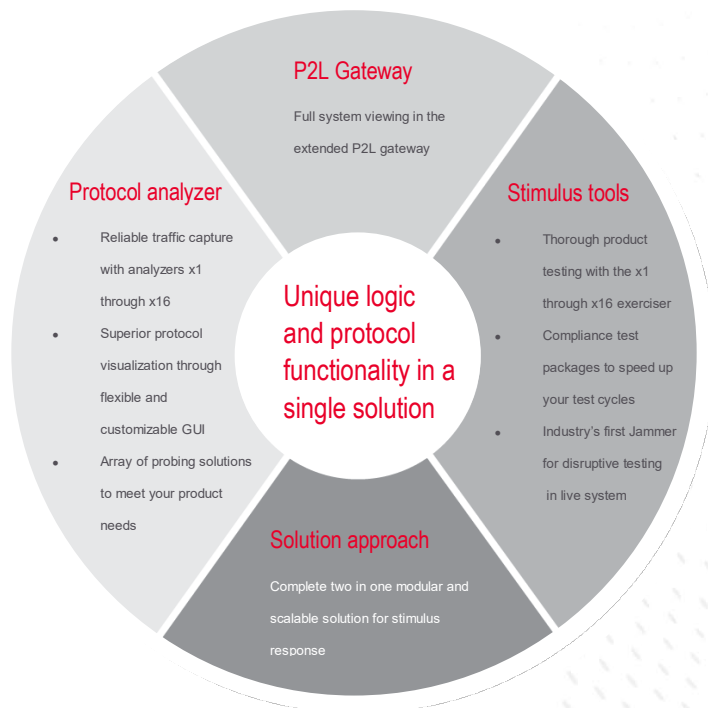 P2L Gateway
Full system viewing in the
extended P2L gateway
Protocol analyzer
• Reliable traffic capture
with analyzers x1
through x16
• Superior protocol
visualization through
flexible and
customizable GUI
• Array of probing solutions
to meet your product
needs
Unique logic
and protocol
functionality in a
single solution
Stimulus tools
• Thorough product
testing with the x1
through x16 exerciser
• Compliance test
packages to speed up
your test cycles
• Industry’s first Jammer
for disruptive testing
in live system
Solution approach
Complete two in one modular and
scalable solution for stimulus
response